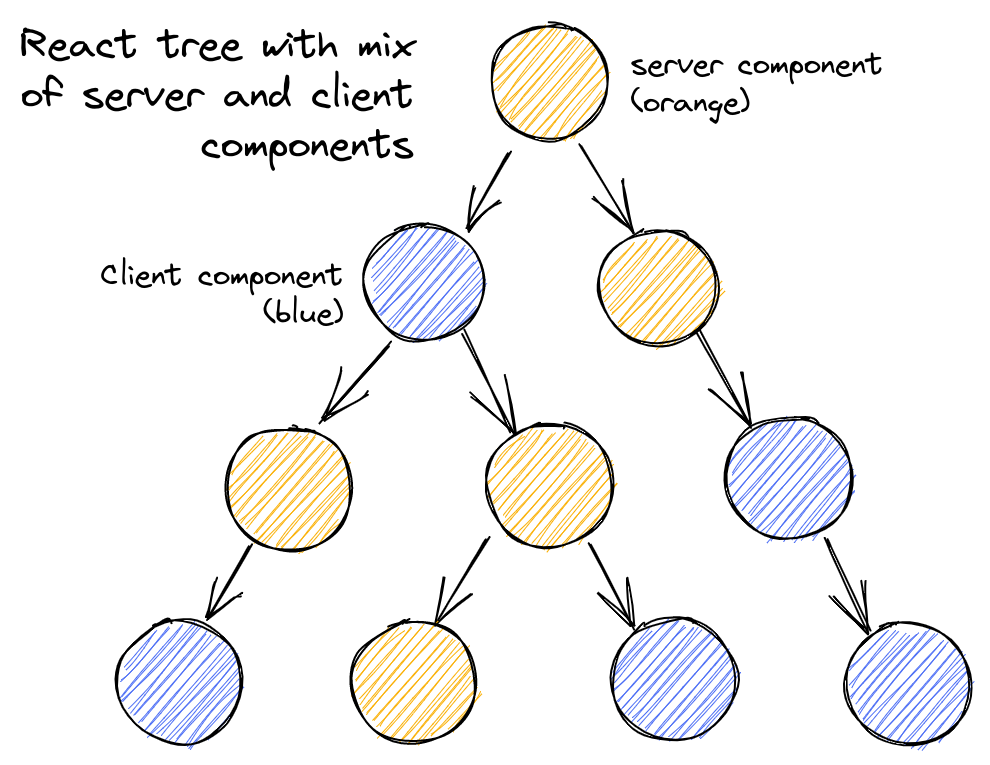 React tree with mix
of server and client
components
server component
(orange)
Client component
(blue)